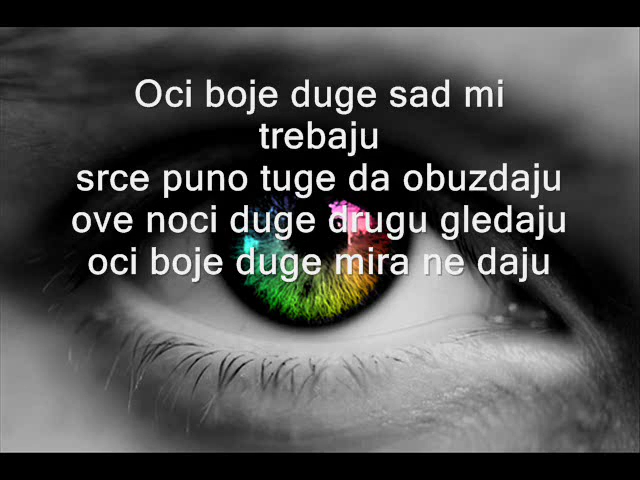 Oci boje duge sad mi
trebaju
srce puno tuge da obuzdaju
ove noci duge drugu gledaju
oci boje duge mira ne daju